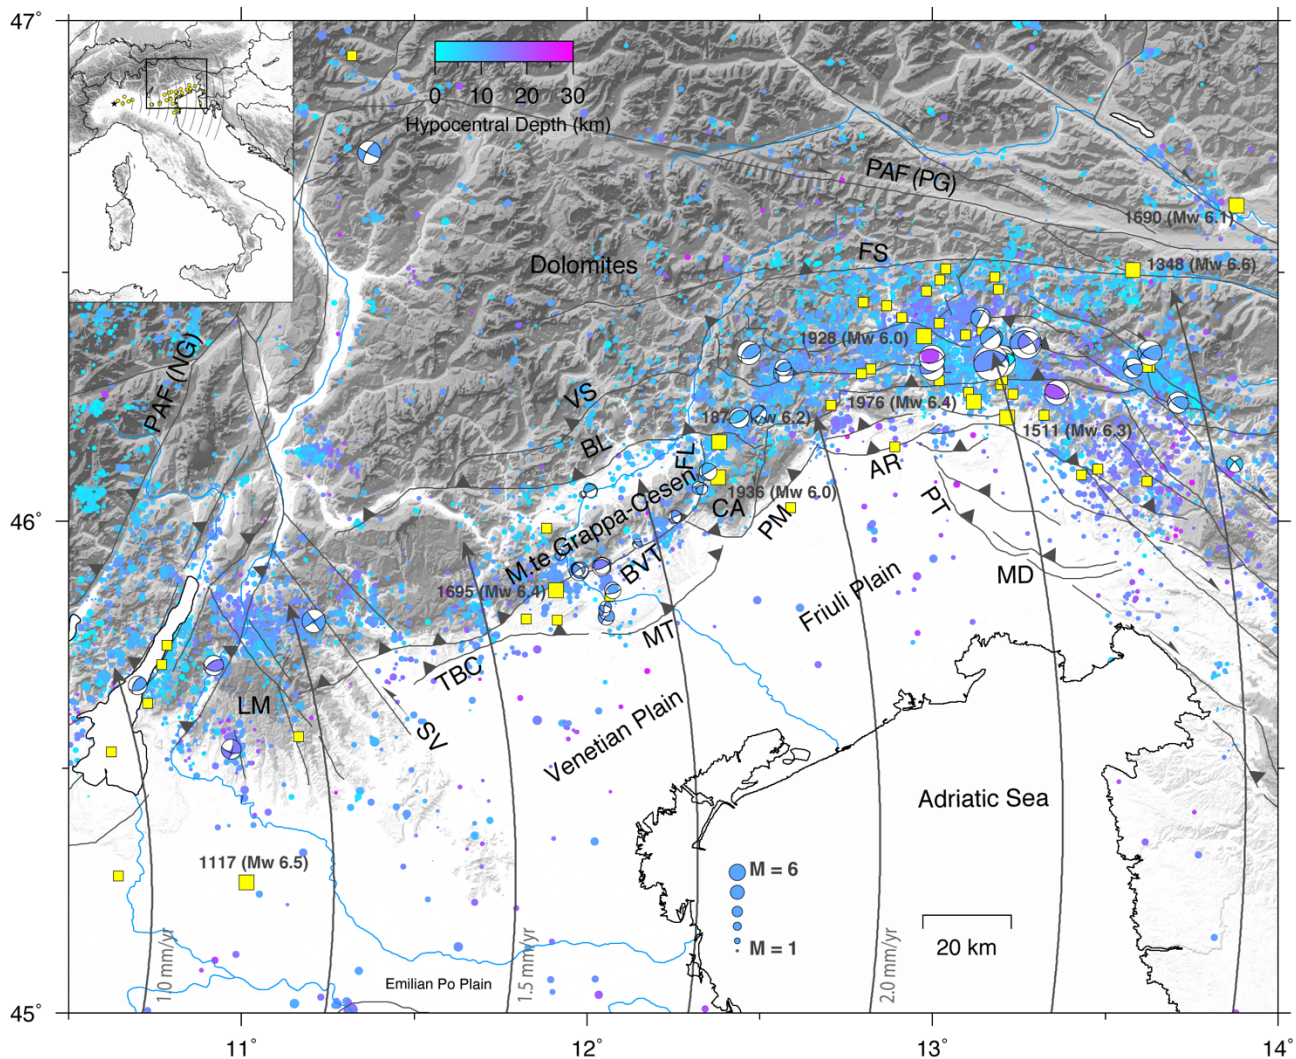 47°
0 10 20 30
Hypocentral Depth (km)
PAF (PG)
1690 (Mw 6.1)
FS
Dolomites
1348 (Mw 6.6)
1928 (Mw 6.0)
PAF (NG)
VS
1976 (Mw 6.4)
187
(Mw 6.2)
1511 (Mw 6.3)
BL
FL
AR
1936 (Mw 6.0)
M.te Grappa-Cesen
CA
PM
PT
46°
BVT
MD
1695 (Mw 6.4)
Friuli Plain
MT
TBC
LM
SV
Venetian Plain
Adriatic Sea
1117 (Mw 6.5)
M = 6
20 km
M = 1
1.0 mm/yr
1.5 mm/yr
2.0 mm/yr
Emilian Po Plain
45°
11° 12° 13° 14°